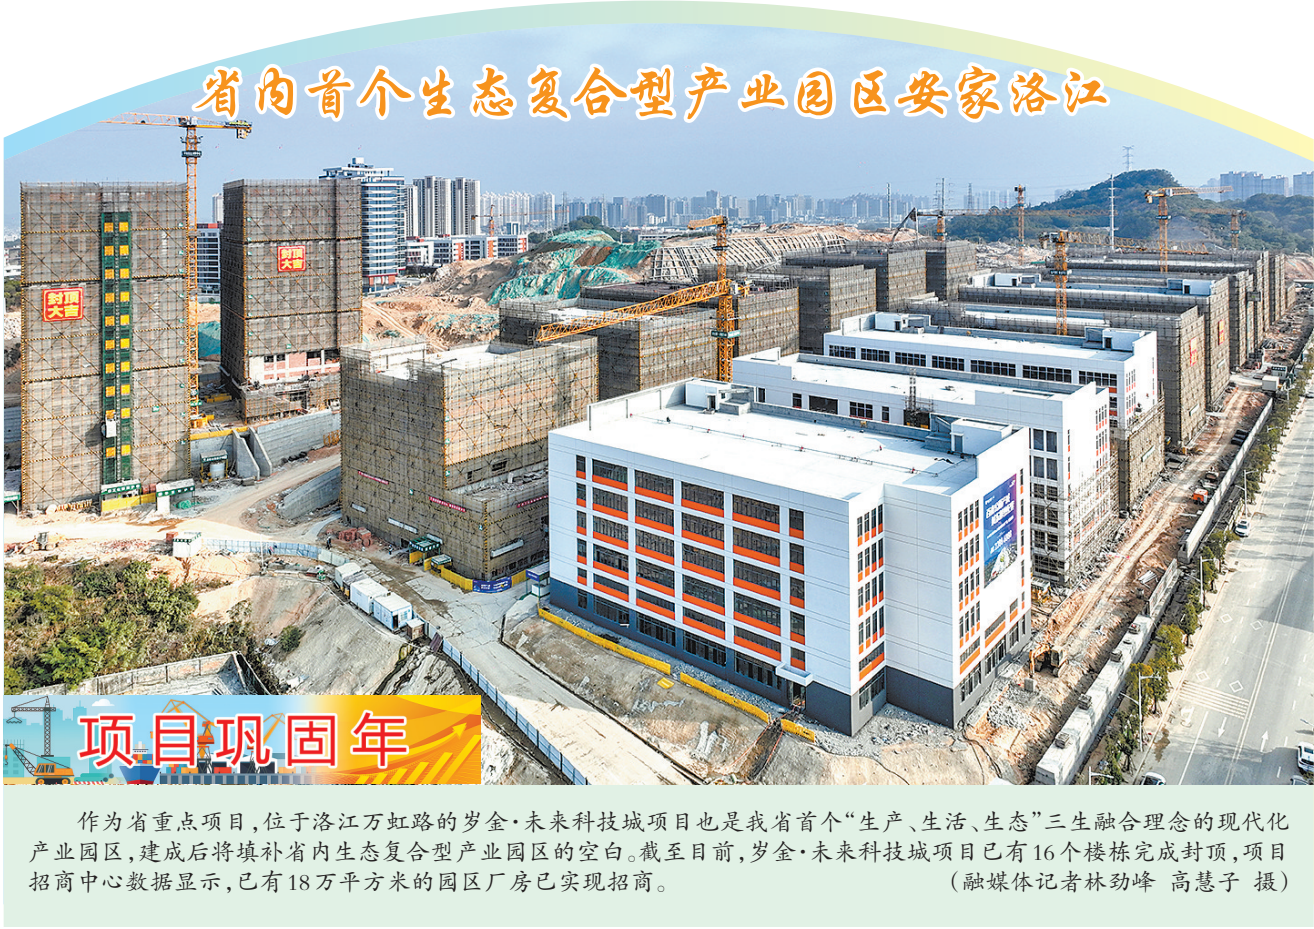 省内首个生态复合型产业园区安家洛江
封顶
大吉
封顶
大吉
项目巩固年
作为省重点项目，位于洛江万虹路的岁金·未来科技城项目也是我省首个“生产、生活、生态”三生融合理念的现代化
产业园区，建成后将填补省内生态复合型产业园区的空白。截至目前，岁金·未来科技城项目已有16个楼栋完成封顶，项目
招商中心数据显示，已有18万平方米的园区厂房已实现招商。 （融媒体记者林劲峰 高慧子 摄）